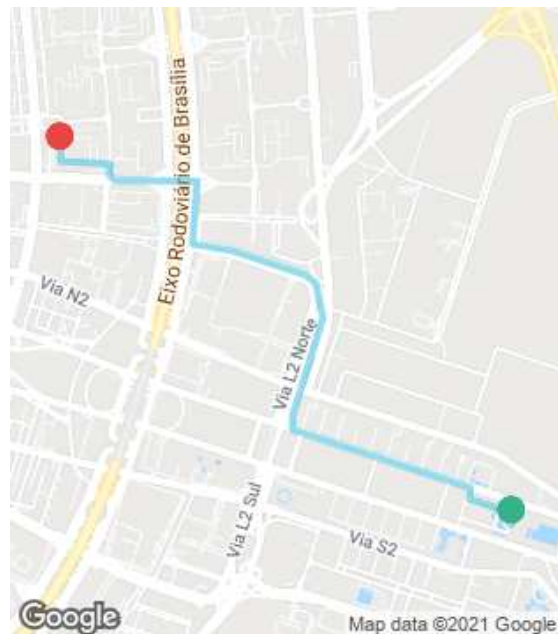 Eixo Rodoviário de Brasília
Via N2
Via L2 Norte
Via L2 Sul
Via S2
Google
Map data ©2021 Google